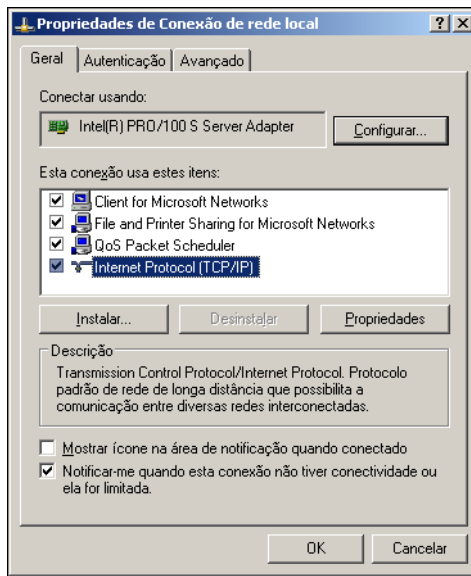 Propriedades de Conexão de rede local
Geral
Autenticação
Avançado
Conectar usando:
Intel(R) PRO/100 S Server Adapter
Configurar...
Esta conexão usa estes itens:
Client for Microsoft Networks
File and Printer Sharing for Microsoft Networks
QoS Packet Scheduler
Internet Protocol (TCP/IP)
Instalar...
Desinstalar
Propriedades
Descrição
Transmission Control Protocol/Internet Protocol. Protocolo
padrão de rede de longa distância que possibilita a
comunicação entre diversas redes interconectadas.
Mostrar ícone na área de notificação quando conectado
Notificar-me quando esta conexão não tiver conectividade ou
ela for limitada.
OK
Cancelar